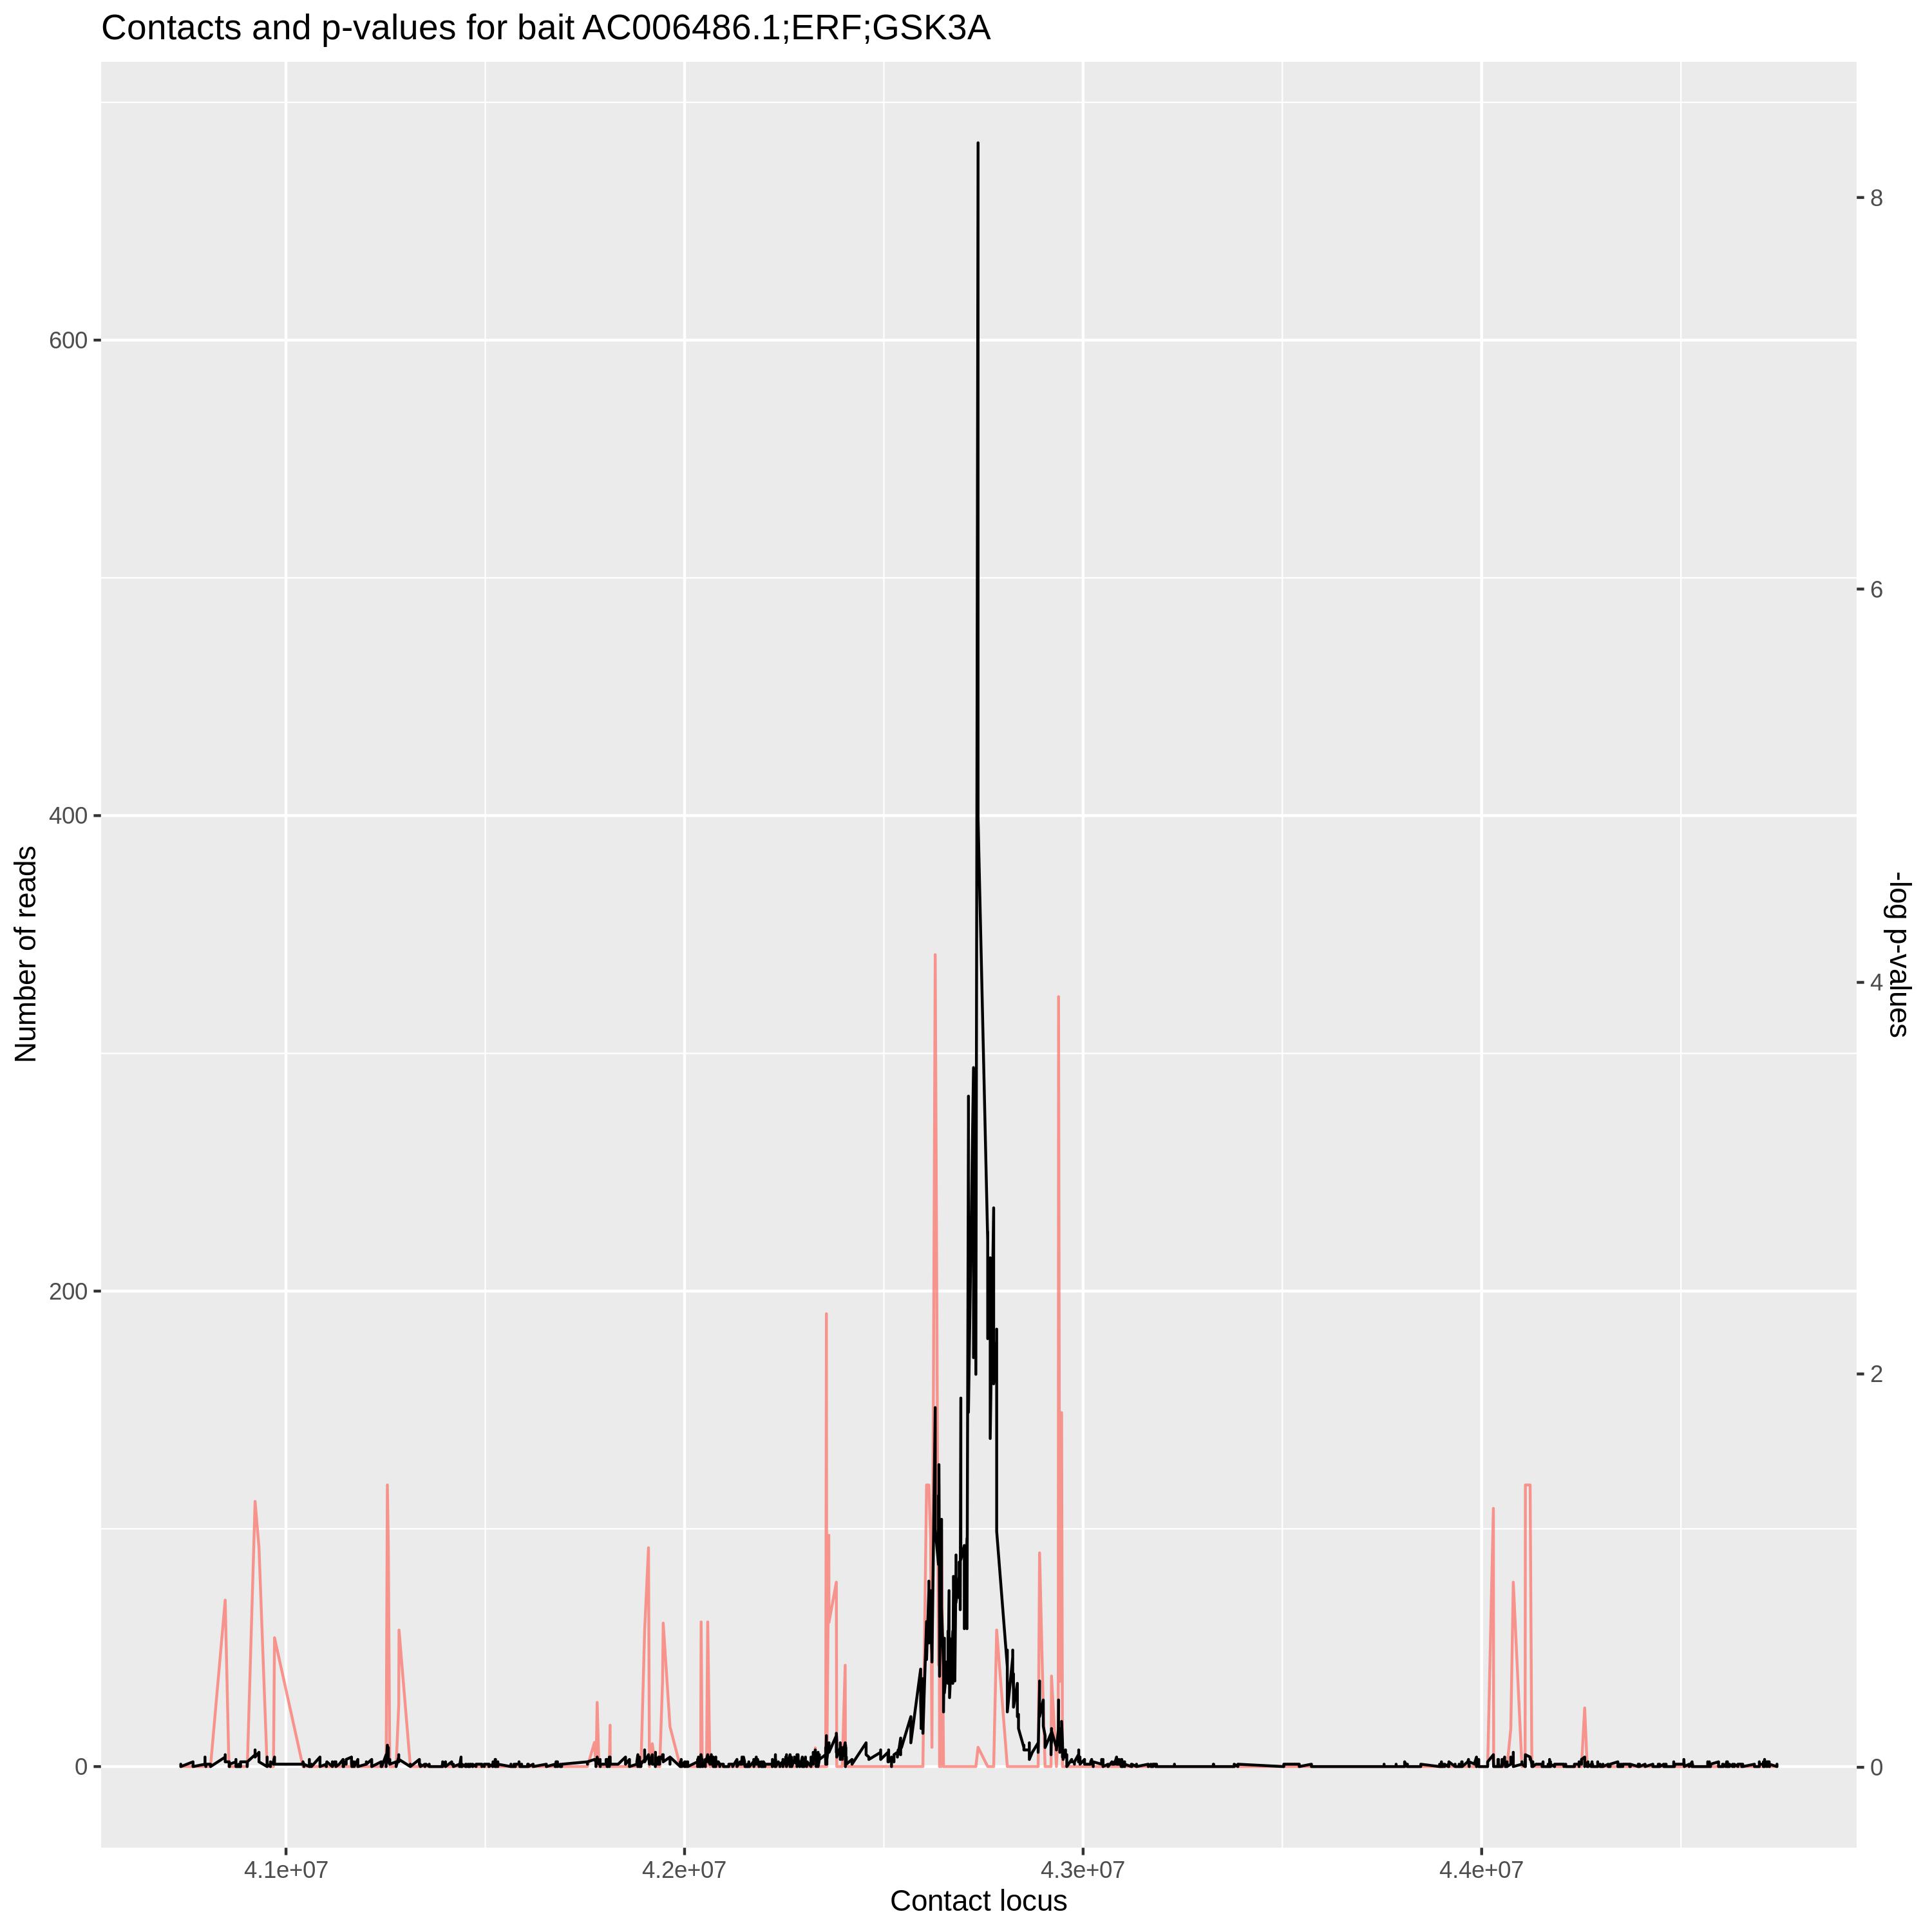 Contacts and p-values for bait AC006486.1;ERF;GSK3A
Number of reads
600
400
200
0
8
6
4
2
0
-log p-values
4.1e+07
4.2e+07
4.3e+07
4.4e+07
Contact locus